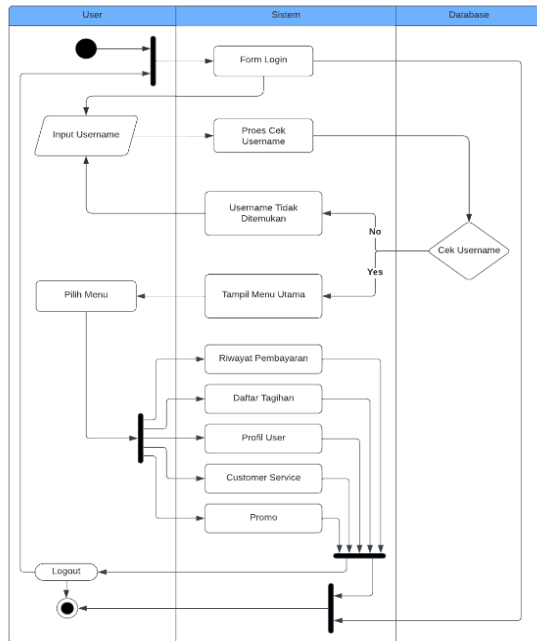 User
Sistem
Database
Form Login
Input Username
Proes Cek
Username
Username Tidak
Ditemukan
No
Cek Username
Yes
Pilih Menu
Tampil Menu Utama
Riwayat Pembayaran
Daftar Tagihan
Profil User
Customer Service
Promo
Logout